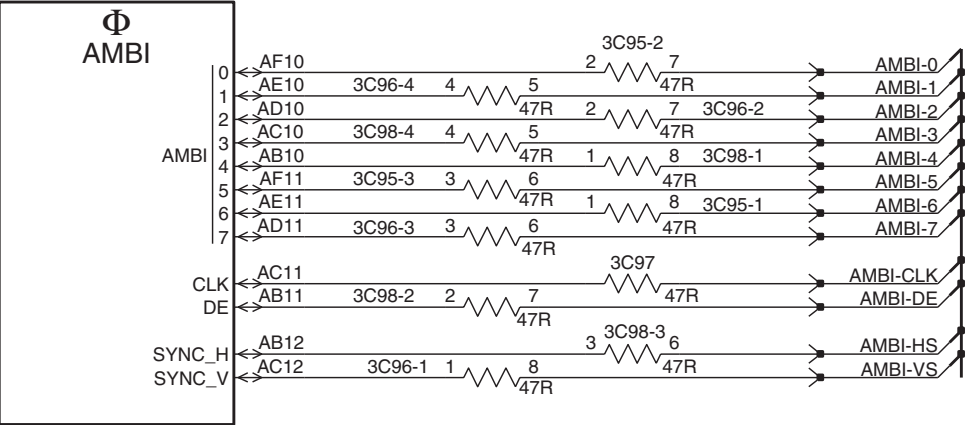 Φ
AMBI
3C95-2
0 AF10 2 7 47R AMBI-0
1 AE10 3C96-4 4 5 47R AMBI-1
2 AD10 2 7 3C96-2 47R AMBI-2
3 AC10 3C98-4 4 5 47R AMBI-3
AMBI 4 AB10 1 8 3C98-1 47R AMBI-4
5 AF11 3C95-3 3 6 47R AMBI-5
6 AE11 1 8 3C95-1 47R AMBI-6
7 AD11 3C96-3 3 6 47R AMBI-7
3C97
CLK AC11 47R AMBI-CLK
DE AB11 3C98-2 2 7 47R AMBI-DE
3C98-3
SYNC_H AB12 3 6 47R AMBI-HS
SYNC_V AC12 3C96-1 1 8 47R AMBI-VS